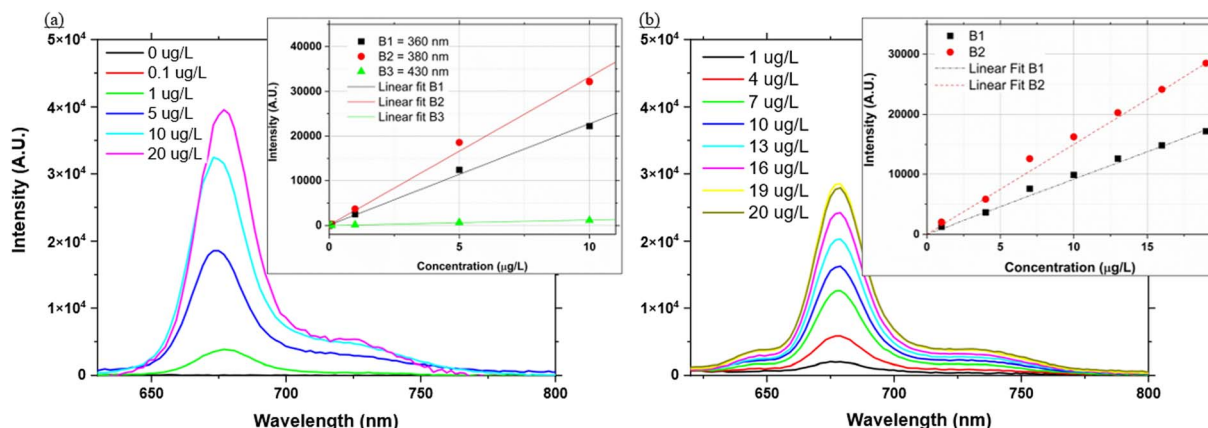 (a)
5×10⁴
4×10⁴
3×10⁴
2×10⁴
1×10⁴
0
Intensity (A.U.)
0 ug/L
0.1 ug/L
1 ug/L
5 ug/L
10 ug/L
20 ug/L
650
700
750
800
Wavelength (nm)
40000
30000
20000
10000
0
Intensity (A.U.)
B1 = 360 nm
B2 = 380 nm
B3 = 430 nm
Linear fit B1
Linear fit B2
Linear fit B3
0
5
10
Concentration (µg/L)
(b)
5×10⁴
4×10⁴
3×10⁴
2×10⁴
1×10⁴
0
Intensity (A.U.)
1 ug/L
4 ug/L
7 ug/L
10 ug/L
13 ug/L
16 ug/L
19 ug/L
20 ug/L
650
700
750
800
Wavelength (nm)
30000
20000
10000
0
Intensity (A.U.)
B1
B2
Linear Fit B1
Linear Fit B2
0
5
10
15
Concentration (µg/L)